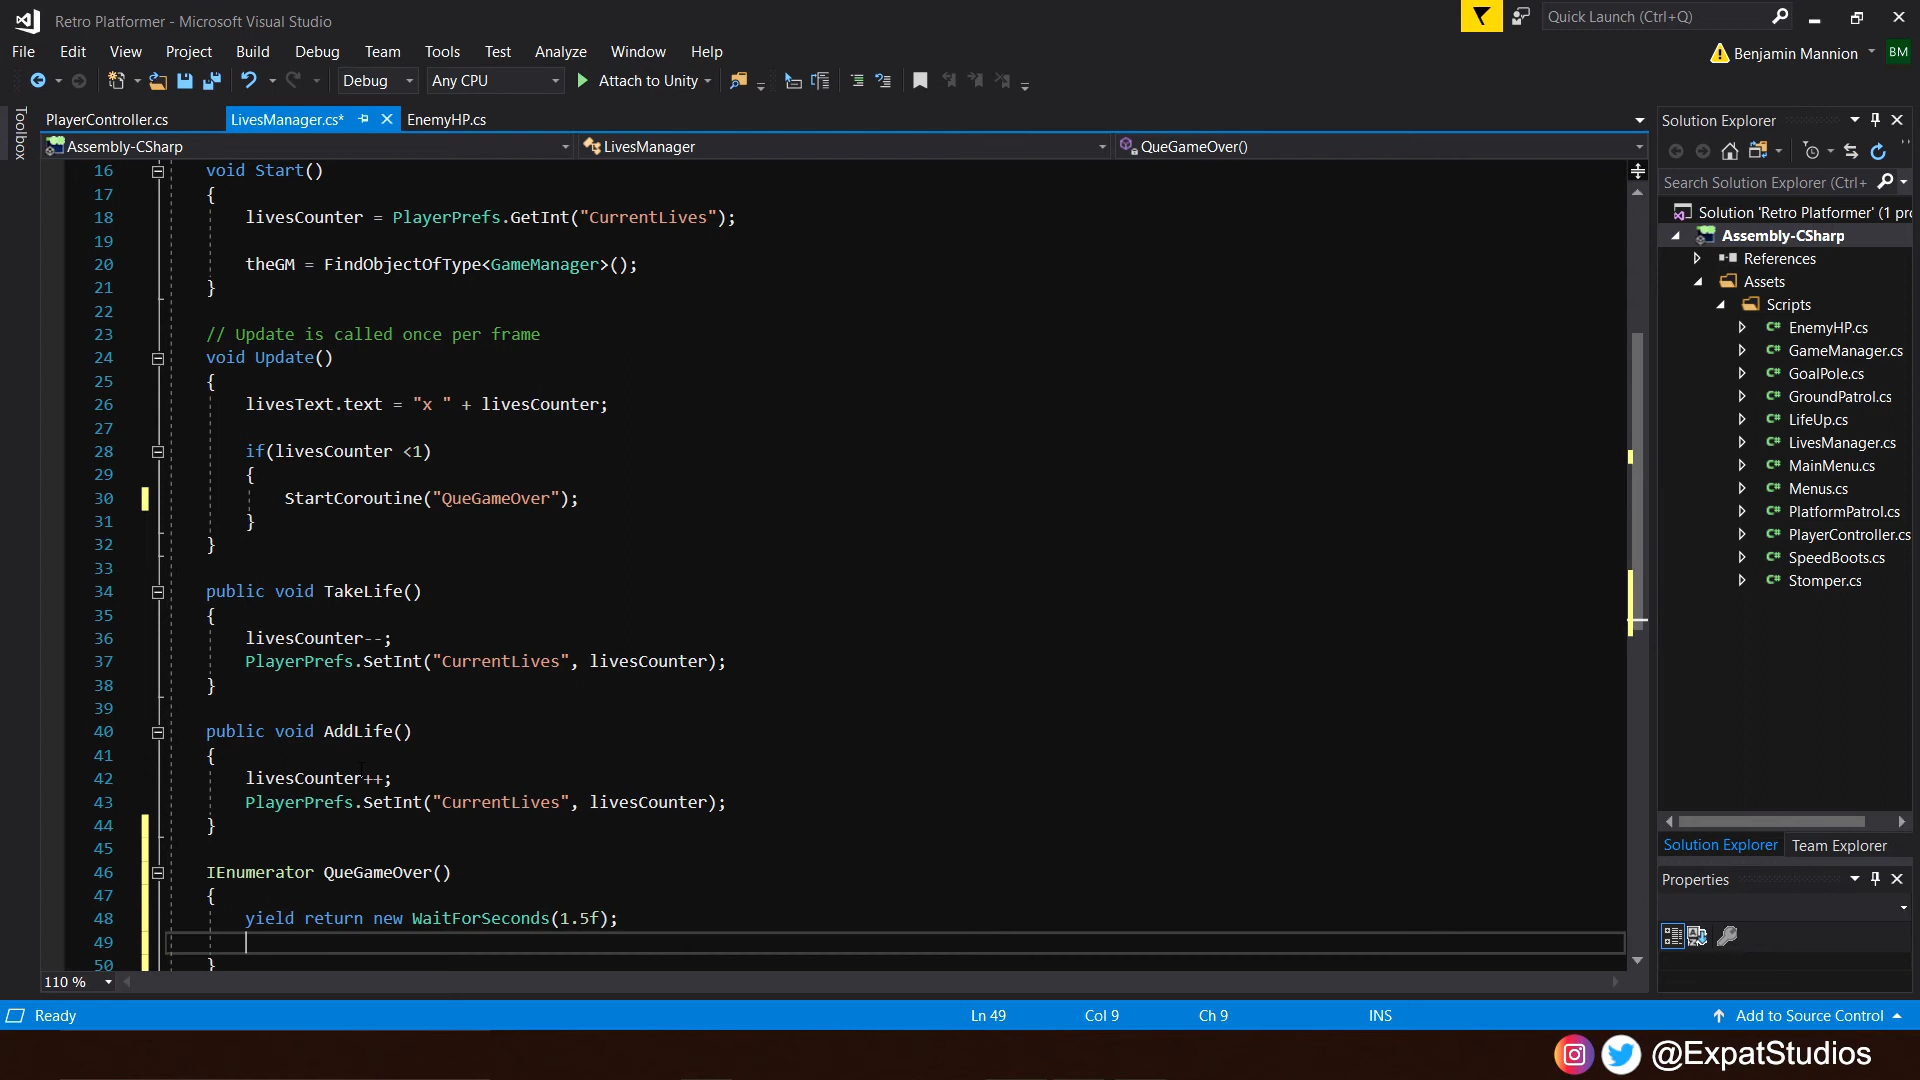 Retro Platformer - Microsoft Visual Studio
Quick Launch (Ctrl+Q)
File Edit View Project Build Debug Team Tools Test Analyze Window Help
Benjamin Mannion BM
Debug Any CPU Attach to Unity
Toolbox
PlayerController.cs LivesManager.cs* EnemyHP.cs
Assembly-CSharp LivesManager QueGameOver()
16 void Start()
17 {
18 livesCounter = PlayerPrefs.GetInt("CurrentLives");
19
20 theGM = FindObjectOfType<GameManager>();
21 }
22
23 // Update is called once per frame
24 void Update()
25 {
26 livesText.text = "x " + livesCounter;
27
28 if(livesCounter <1)
29 {
30 StartCoroutine("QueGameOver");
31 }
32 }
33
34 public void TakeLife()
35 {
36 livesCounter--;
37 PlayerPrefs.SetInt("CurrentLives", livesCounter);
38 }
39
40 public void AddLife()
41 {
42 livesCounter++;
43 PlayerPrefs.SetInt("CurrentLives", livesCounter);
44 }
45
46 IEnumerator QueGameOver()
47 {
48 yield return new WaitForSeconds(1.5f);
49
50 }
110 %
Solution Explorer
Search Solution Explorer (Ctrl+
Solution 'Retro Platformer' (1 pro
Assembly-CSharp
References
Assets
Scripts
C# EnemyHP.cs
C# GameManager.cs
C# GoalPole.cs
C# GroundPatrol.cs
C# LifeUp.cs
C# LivesManager.cs
C# MainMenu.cs
C# Menus.cs
C# PlatformPatrol.cs
C# PlayerController.cs
C# SpeedBoots.cs
C# Stomper.cs
Solution Explorer Team Explorer
Properties
Ready Ln 49 Col 9 Ch 9 INS Add to Source Control
@ExpatStudios